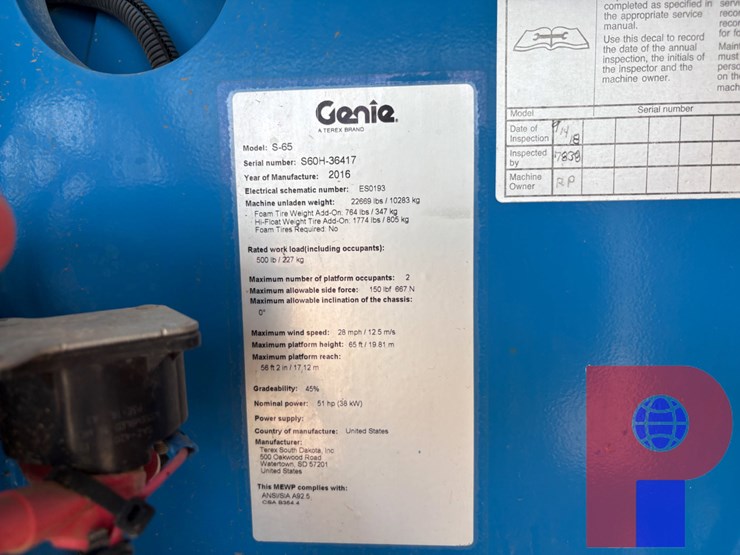 Genie
A TEREX BRAND
Model: S-65
Serial number: S60H-36417
Year of Manufacture: 2016
Electrical schematic number: ES0193
Machine unladen weight: 22669 lbs / 10283 kg
Foam Tire Weight Add-On: 764 lbs / 347 kg
Hi-Float Weight Tire Add-On: 1774 lbs / 805 kg
Foam Tires Required: No
Rated work load(including occupants):
500 lb / 227 kg
Maximum number of platform occupants: 2
Maximum allowable side force: 150 lbf 667 N
Maximum allowable inclination of the chassis:
0°
Maximum wind speed: 28 mph / 12.5 m/s
Maximum platform height: 65 ft / 19.81 m
Maximum platform reach:
56 ft 2 in / 17.12 m
Gradeability: 45%
Nominal power: 51 hp (38 kW)
Power supply:
Country of manufacture: United States
Manufacturer:
Terex South Dakota, Inc
500 Oakwood Road
Watertown, SD 57201
United States
This MEWP complies with:
ANSI/SIA A92.5
CSA B354.4
completed as specified in
the appropriate service
manual.
Use this decal to record
the date of the annual
inspection, the initials of
the inspector and the
machine owner.
for
Main
must
on
mach
Model Serial number
Date of
Inspection
Inspected
by 7838
Machine
Owner RP